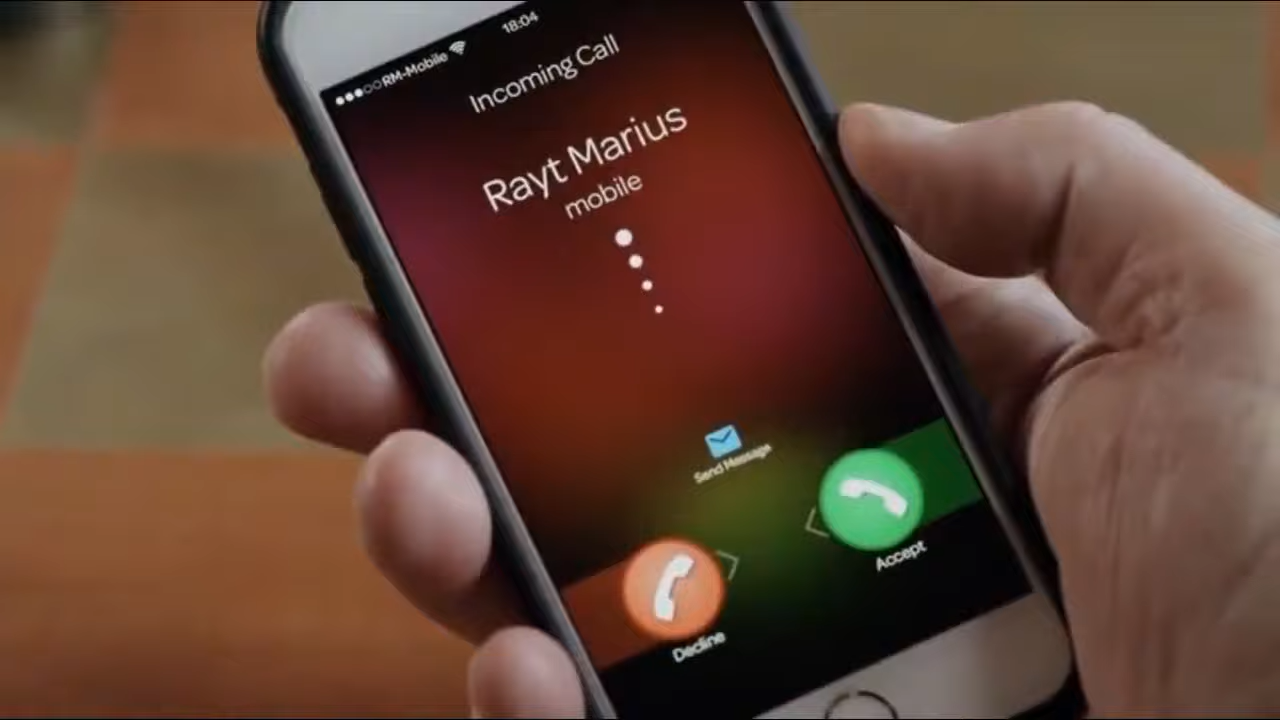 RM-Mobile 18:04
Incoming Call
Rayt Marius
mobile
Send Message
Accept
Decline